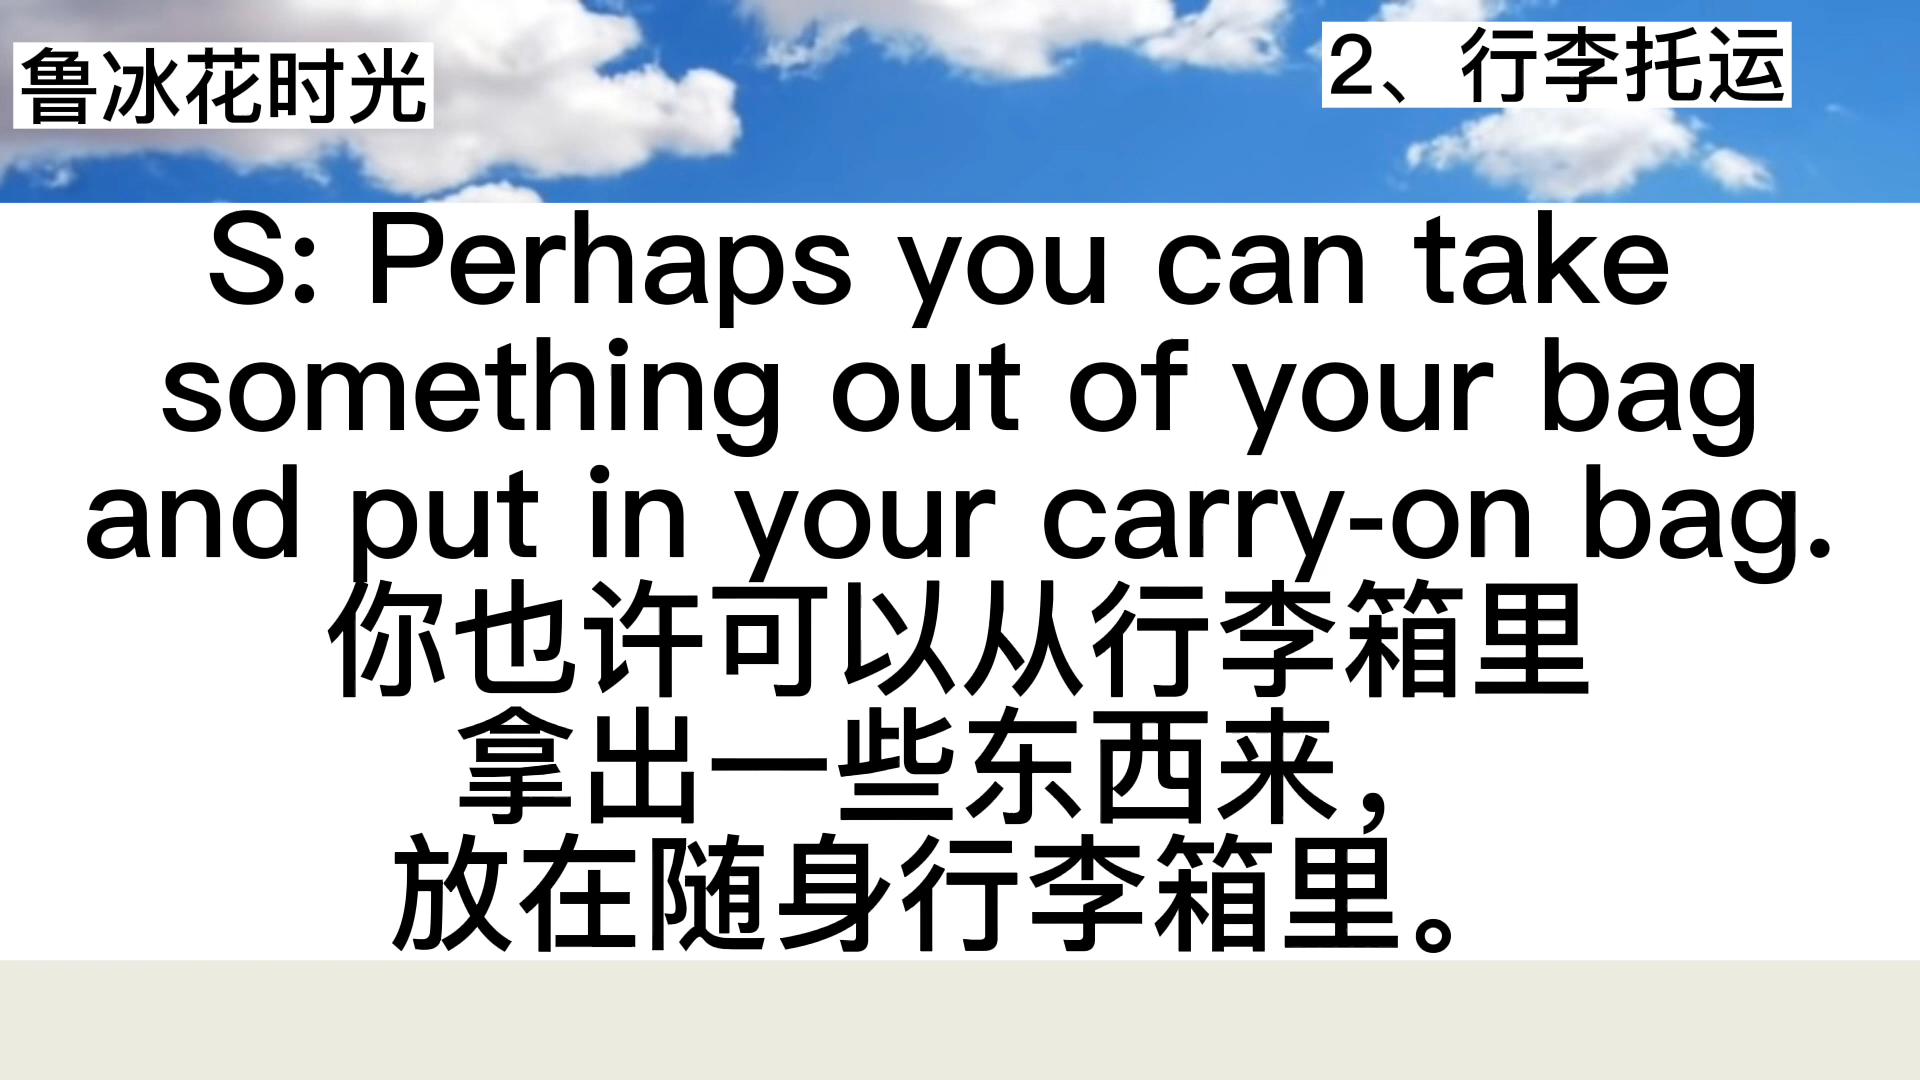 鲁冰花时光
2、行李托运
S: Perhaps you can take
something out of your bag
and put in your carry-on bag.
你也许可以从行李箱里
拿出一些东西来，
放在随身行李箱里。